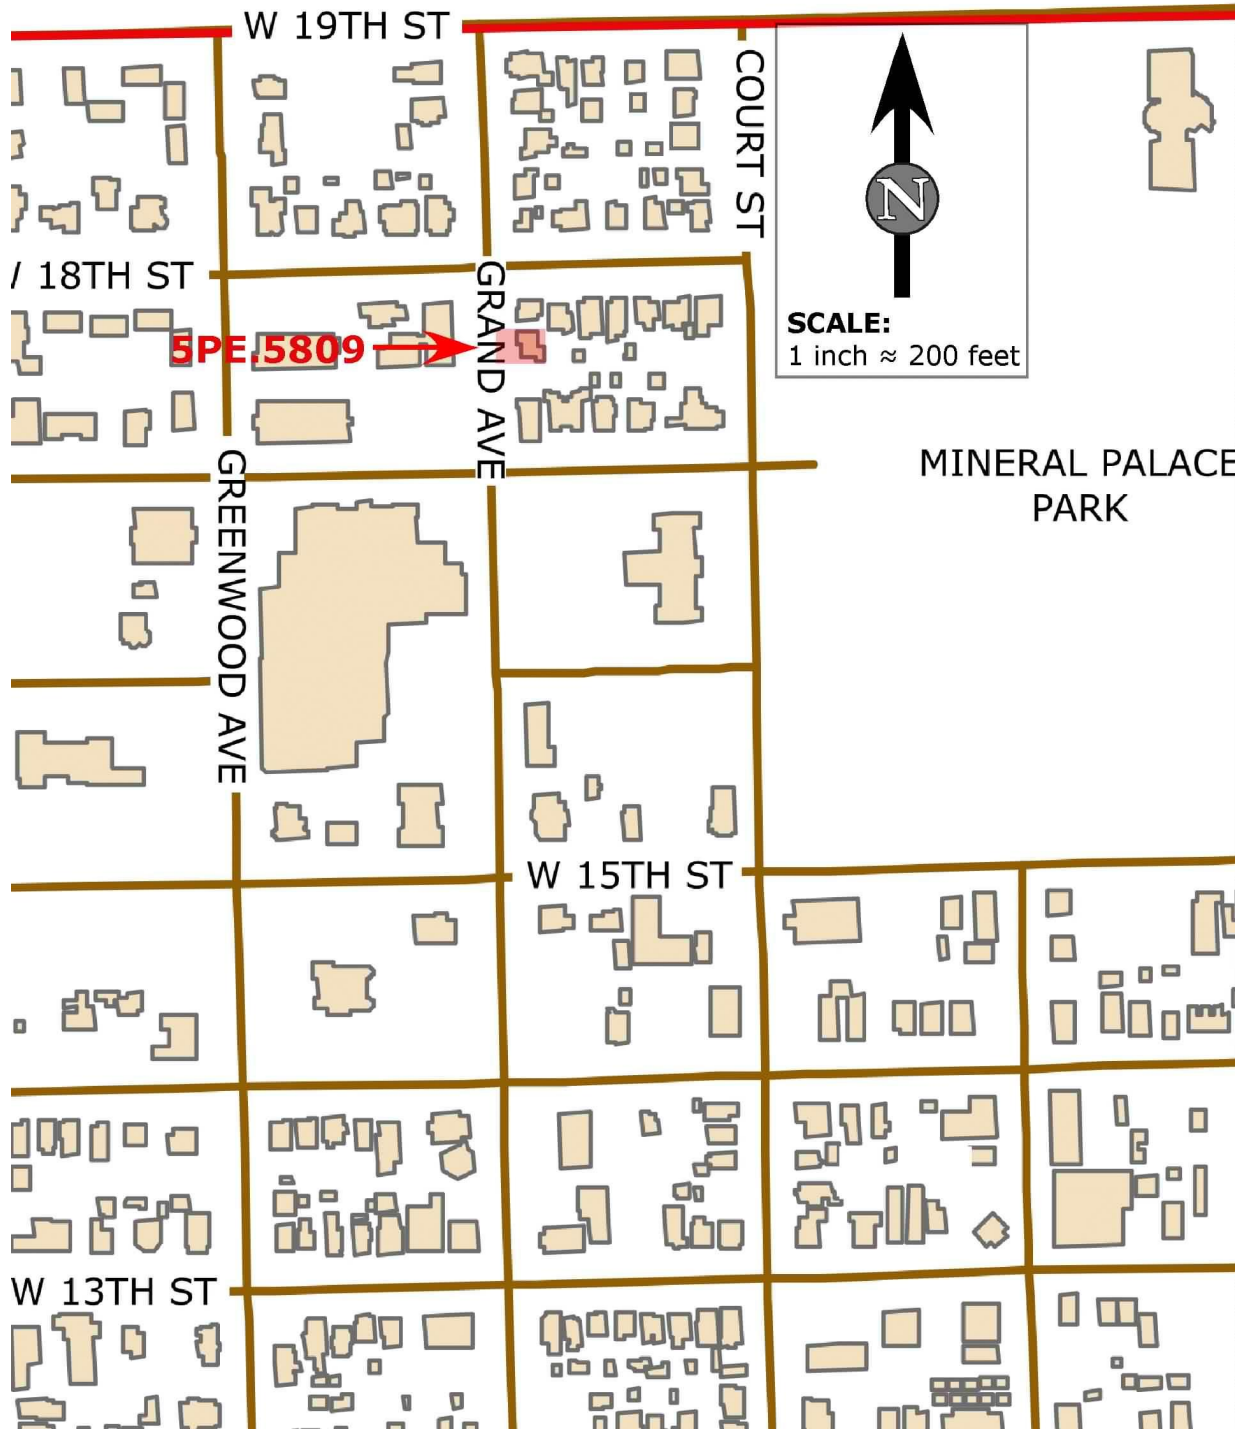 W 19TH ST
COURT ST
N
W 18TH ST
GRAND AVE
SCALE:
1 inch ≈ 200 feet
5PE.5809
GREENWOOD AVE
MINERAL PALACE
PARK
W 15TH ST
W 13TH ST